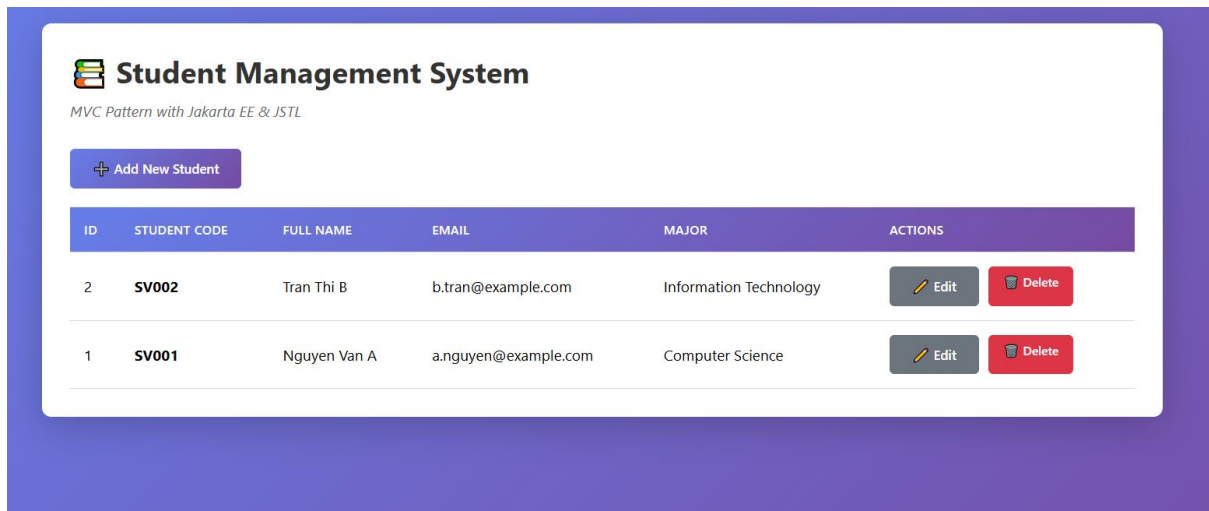 Student Management System
MVC Pattern with Jakarta EE & JSTL
Add New Student
ID STUDENT CODE FULL NAME EMAIL MAJOR ACTIONS
2 SV002 Tran Thi B b.tran@example.com Information Technology Edit Delete
1 SV001 Nguyen Van A a.nguyen@example.com Computer Science Edit Delete